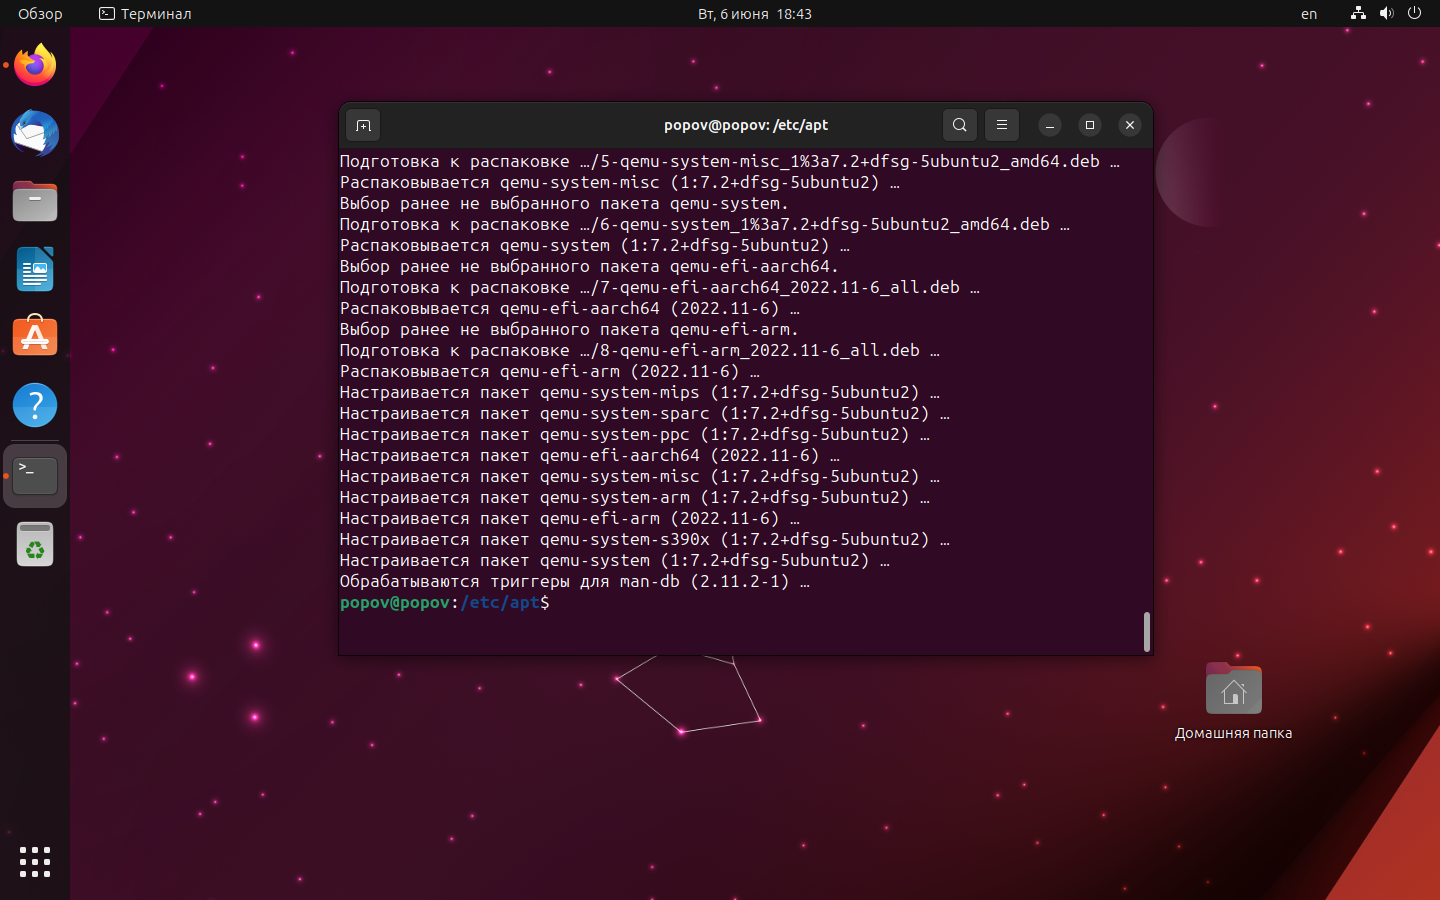 Обзор
Терминал
Вт, 6 июня 18:43
en
popov@popov: /etc/apt
Подготовка к распаковке …/5-qemu-system-misc_1%3a7.2+dfsg-5ubuntu2_amd64.deb …
Распаковывается qemu-system-misc (1:7.2+dfsg-5ubuntu2) …
Выбор ранее не выбранного пакета qemu-system.
Подготовка к распаковке …/6-qemu-system_1%3a7.2+dfsg-5ubuntu2_amd64.deb …
Распаковывается qemu-system (1:7.2+dfsg-5ubuntu2) …
Выбор ранее не выбранного пакета qemu-efi-aarch64.
Подготовка к распаковке …/7-qemu-efi-aarch64_2022.11-6_all.deb …
Распаковывается qemu-efi-aarch64 (2022.11-6) …
Выбор ранее не выбранного пакета qemu-efi-arm.
Подготовка к распаковке …/8-qemu-efi-arm_2022.11-6_all.deb …
Распаковывается qemu-efi-arm (2022.11-6) …
Настраивается пакет qemu-system-mips (1:7.2+dfsg-5ubuntu2) …
Настраивается пакет qemu-system-sparc (1:7.2+dfsg-5ubuntu2) …
Настраивается пакет qemu-system-ppc (1:7.2+dfsg-5ubuntu2) …
Настраивается пакет qemu-efi-aarch64 (2022.11-6) …
Настраивается пакет qemu-system-misc (1:7.2+dfsg-5ubuntu2) …
Настраивается пакет qemu-system-arm (1:7.2+dfsg-5ubuntu2) …
Настраивается пакет qemu-efi-arm (2022.11-6) …
Настраивается пакет qemu-system-s390x (1:7.2+dfsg-5ubuntu2) …
Настраивается пакет qemu-system (1:7.2+dfsg-5ubuntu2) …
Обрабатываются триггеры для man-db (2.11.2-1) …
popov@popov:/etc/apt$
Домашняя папка